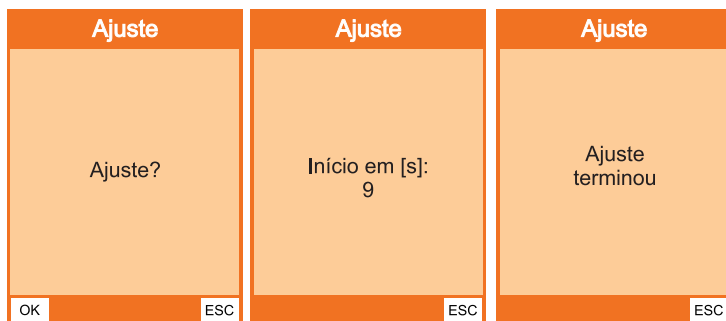 Ajuste
Ajuste?
OK
ESC
Ajuste
Início em [s]:
9
ESC
Ajuste
Ajuste
terminou
ESC